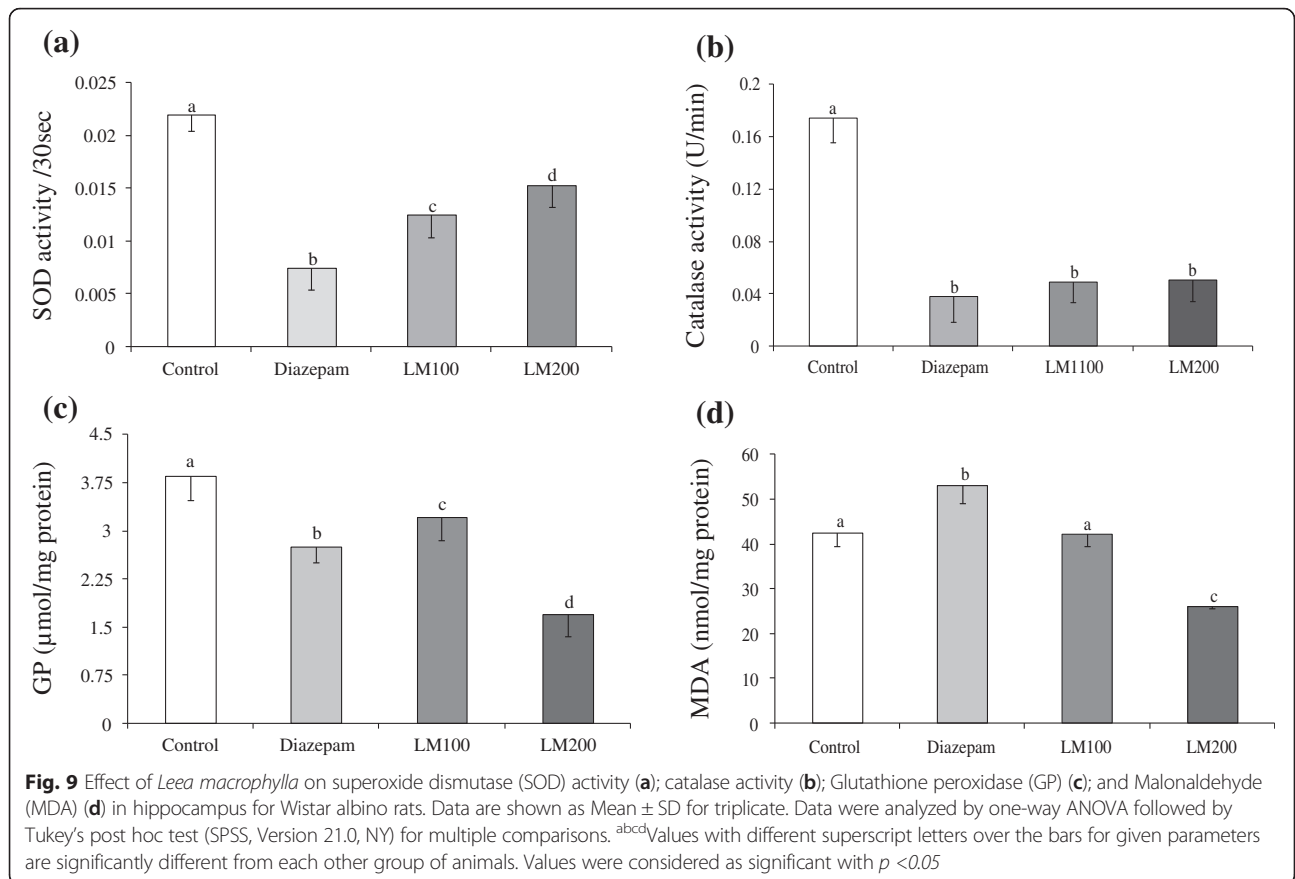 (a)
0.025
0.02
0.015
0.01
0.005
0
SOD activity /30sec
a
b
c
d
Control Diazepam LM100 LM200
(b)
0.2
0.16
0.12
0.08
0.04
0
Catalase activity (U/min)
a
b
b
b
Control Diazepam LM1100 LM200
(c)
4.5
3.75
3
2.25
1.5
0.75
0
GP (µmol/mg protein)
a
b
c
d
Control Diazepam LM100 LM200
(d)
60
50
40
30
20
10
0
MDA (nmol/mg protein)
a
b
a
c
Control Diazepam LM100 LM200
Fig. 9 Effect of Leea macrophylla on superoxide dismutase (SOD) activity (a); catalase activity (b); Glutathione peroxidase (GP) (c); and Malonaldehyde
(MDA) (d) in hippocampus for Wistar albino rats. Data are shown as Mean ± SD for triplicate. Data were analyzed by one-way ANOVA followed by
Tukey's post hoc test (SPSS, Version 21.0, NY) for multiple comparisons. abcdValues with different superscript letters over the bars for given parameters
are significantly different from each other group of animals. Values were considered as significant with p <0.05